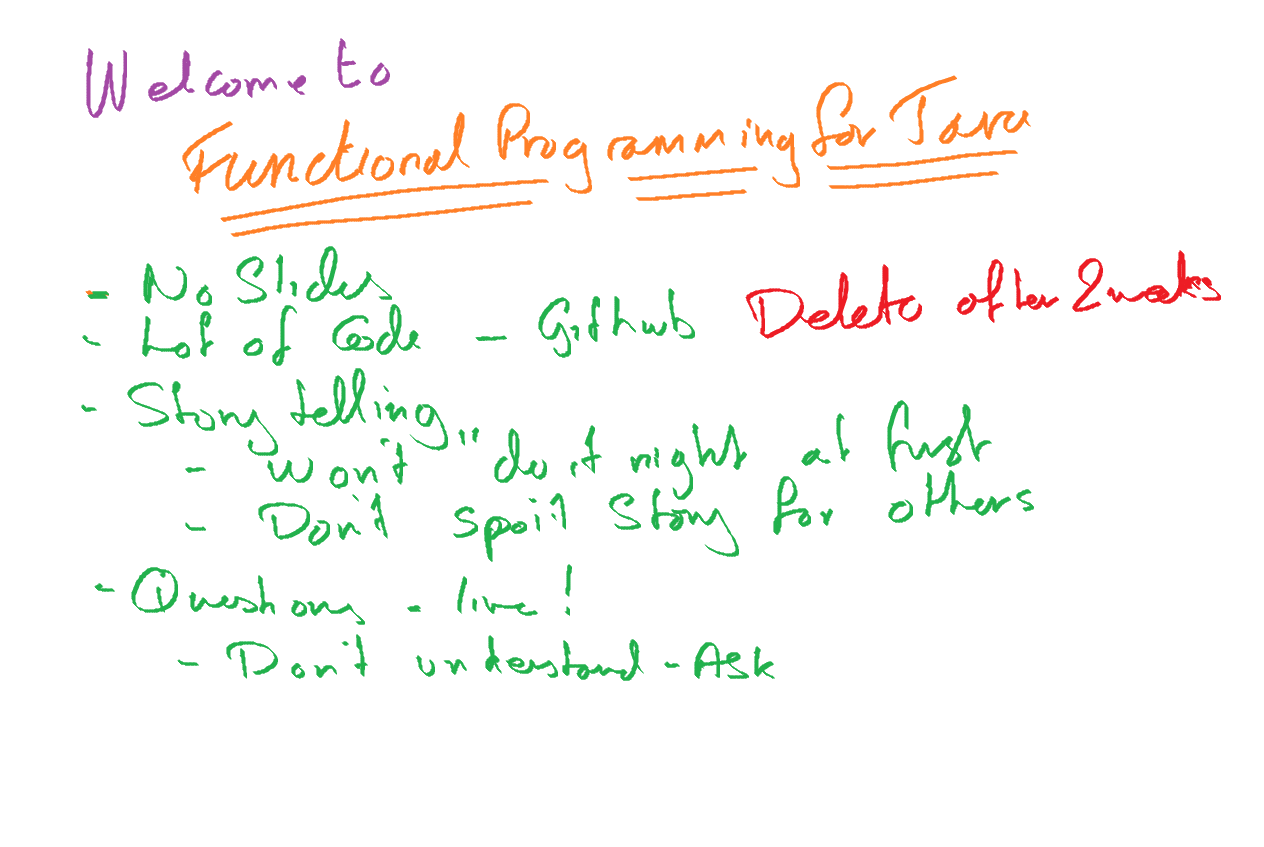 Welcome to
Functional Programming for Java
- No Slides
- Lot of Code - Github Delete after 2 weeks
- Story telling
- Won't "do it right at first
- Don't spoil Story for others
- Questions - live!
- Don't understand - Ask